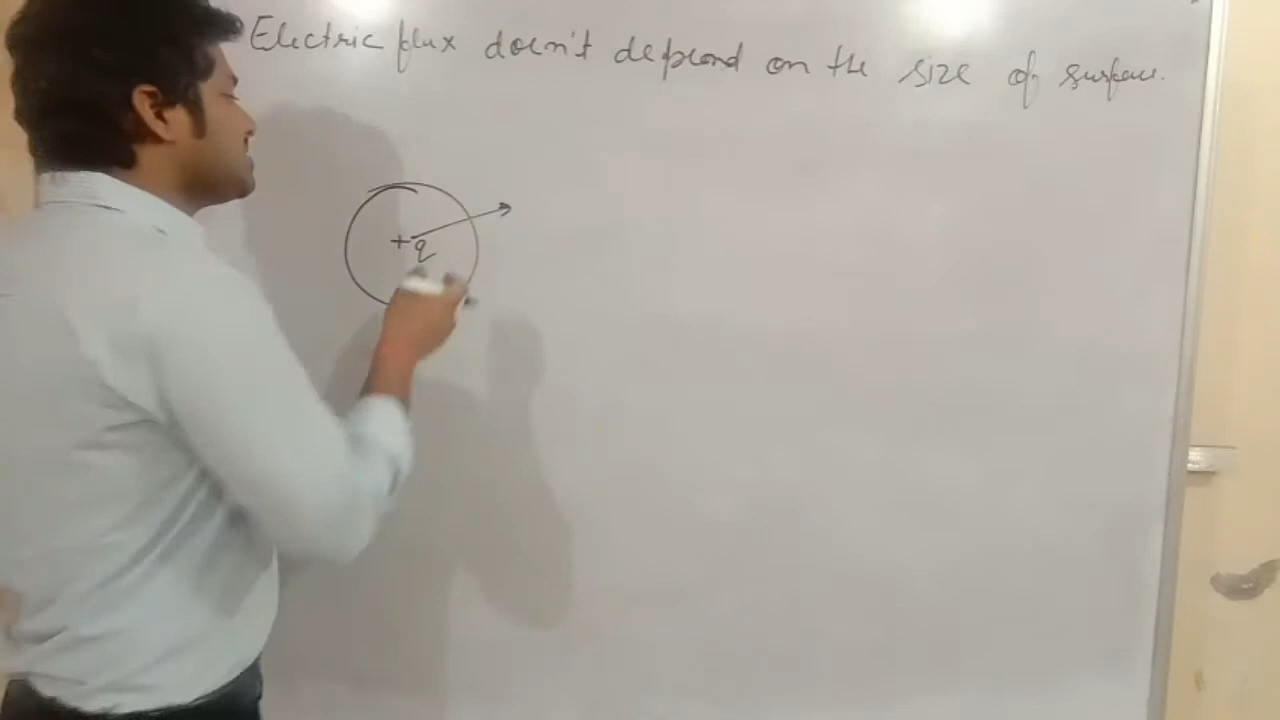 Electric flux doesn't depend on the size of surface.
+q